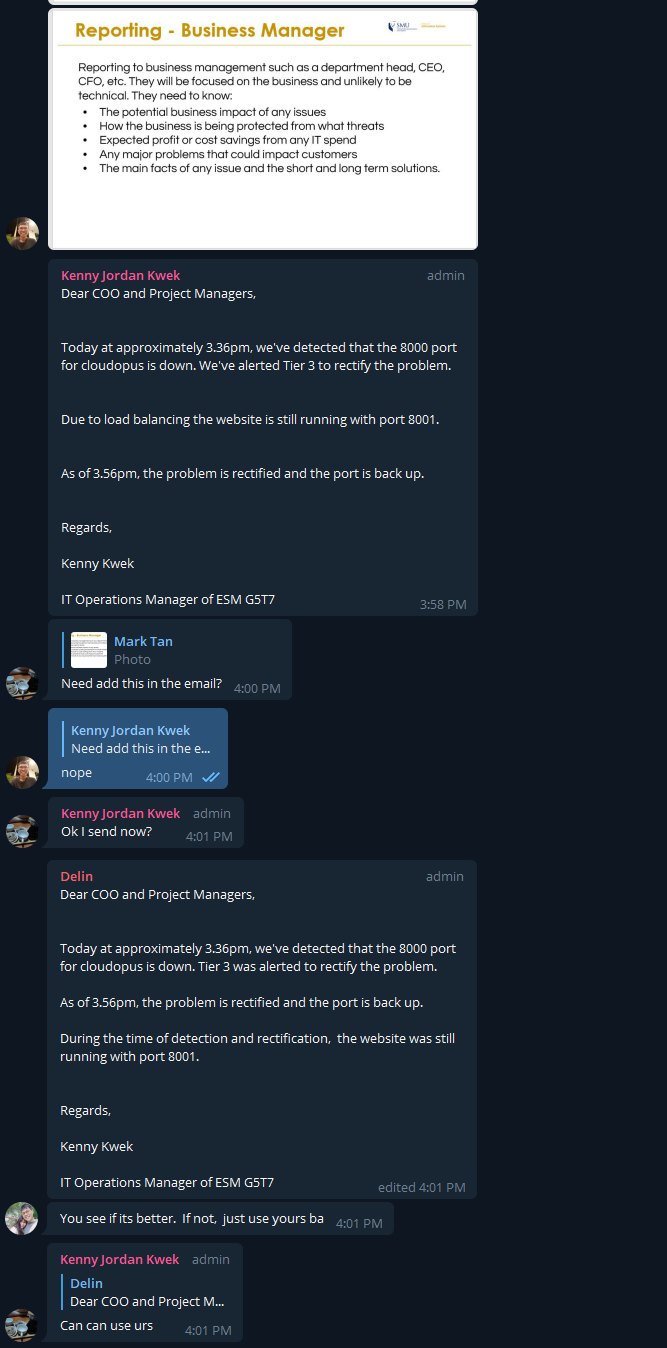 Reporting - Business Manager
SMU
Reporting to business management such as a department head, CEO,
CFO, etc. They will be focused on the business and unlikely to be
technical. They need to know:
• The potential business impact of any issues
• How the business is being protected from what threats
• Expected profit or cost savings from any IT spend
• Any major problems that could impact customers
• The main facts of any issue and the short and long term solutions.
Kenny Jordan Kwek admin
Dear COO and Project Managers,
Today at approximately 3.36pm, we've detected that the 8000 port
for cloudopus is down. We've alerted Tier 3 to rectify the problem.
Due to load balancing the website is still running with port 8001.
As of 3.56pm, the problem is rectified and the port is back up.
Regards,
Kenny Kwek
IT Operations Manager of ESM G5T7
3:58 PM
Mark Tan
Photo
Need add this in the email? 4:00 PM
Kenny Jordan Kwek
Need add this in the e...
nope 4:00 PM
Kenny Jordan Kwek admin
Ok I send now? 4:01 PM
Delin admin
Dear COO and Project Managers,
Today at approximately 3.36pm, we've detected that the 8000 port
for cloudopus is down. Tier 3 was alerted to rectify the problem.
As of 3.56pm, the problem is rectified and the port is back up.
During the time of detection and rectification, the website was still
running with port 8001.
Regards,
Kenny Kwek
IT Operations Manager of ESM G5T7
edited 4:01 PM
You see if its better. If not, just use yours ba 4:01 PM
Kenny Jordan Kwek admin
Delin
Dear COO and Project M...
Can can use urs 4:01 PM